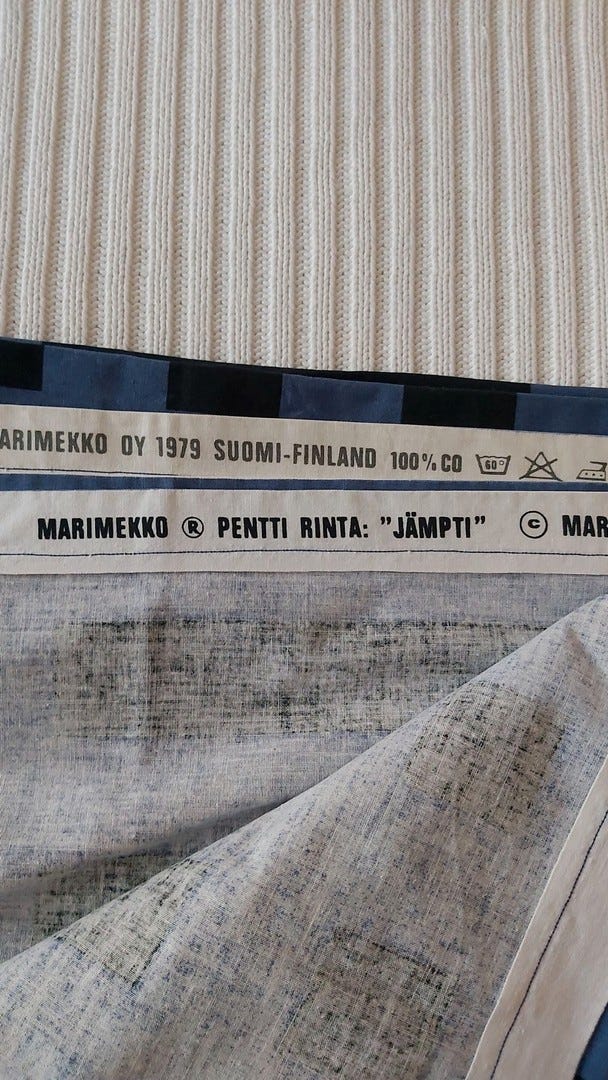 ARIMEKKO OY 1979 SUOMI-FINLAND 100% CO 60°
MARIMEKKO ® PENTTI RINTA: "JÄMPTI" © MAR